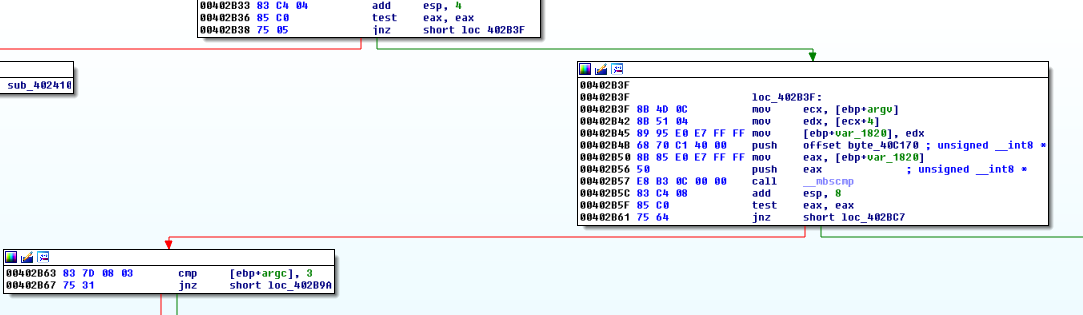 00402B33 83 C4 04 add esp, 4
00402B36 85 C0 test eax, eax
00402B38 75 05 jnz short loc_402B3F
sub_402410
00402B3F
00402B3F loc_402B3F:
00402B3F 8B 4D 0C mov ecx, [ebp+argv]
00402B42 8B 51 04 mov edx, [ecx+4]
00402B45 89 95 E0 E7 FF FF mov [ebp+var_1820], edx
00402B4B 68 70 C1 40 00 push offset byte_40C170 ; unsigned __int8 *
00402B50 8B 85 E0 E7 FF FF mov eax, [ebp+var_1820]
00402B56 50 push eax ; unsigned __int8 *
00402B57 E8 B3 0C 00 00 call __mbscmp
00402B5C 83 C4 08 add esp, 8
00402B5F 85 C0 test eax, eax
00402B61 75 64 jnz short loc_402BC7
00402B63 83 7D 08 03 cmp [ebp+argc], 3
00402B67 75 31 jnz short loc_402B9A